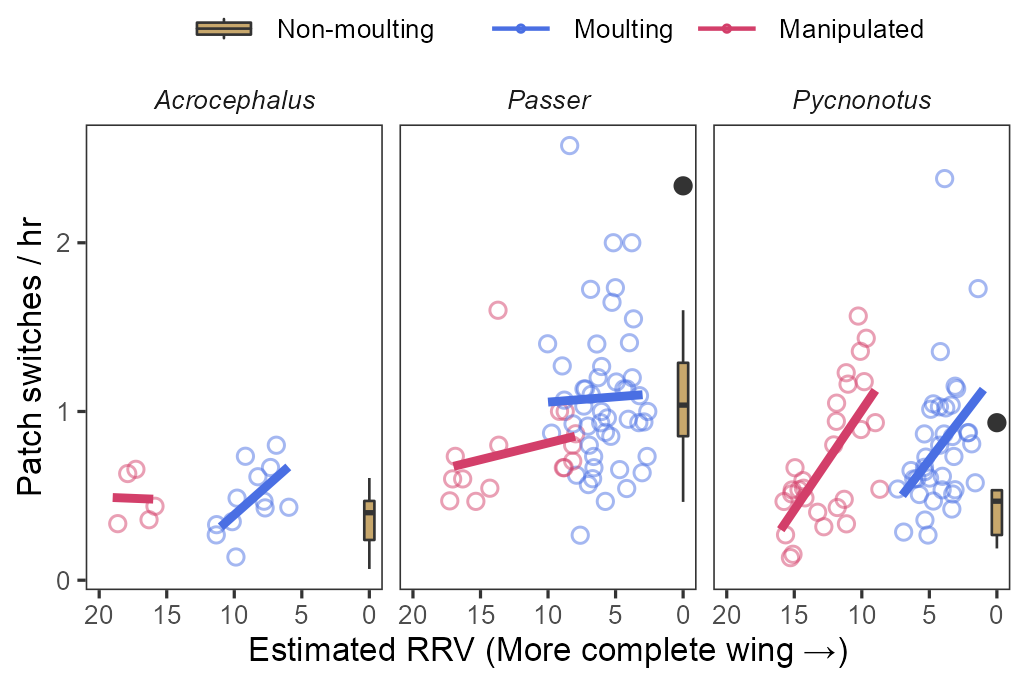 Non-moulting Moulting Manipulated
Acrocephalus Passer Pycnonotus
Patch switches / hr
2
1
0
20 15 10 5 0 20 15 10 5 0 20 15 10 5 0
Estimated RRV (More complete wing →)